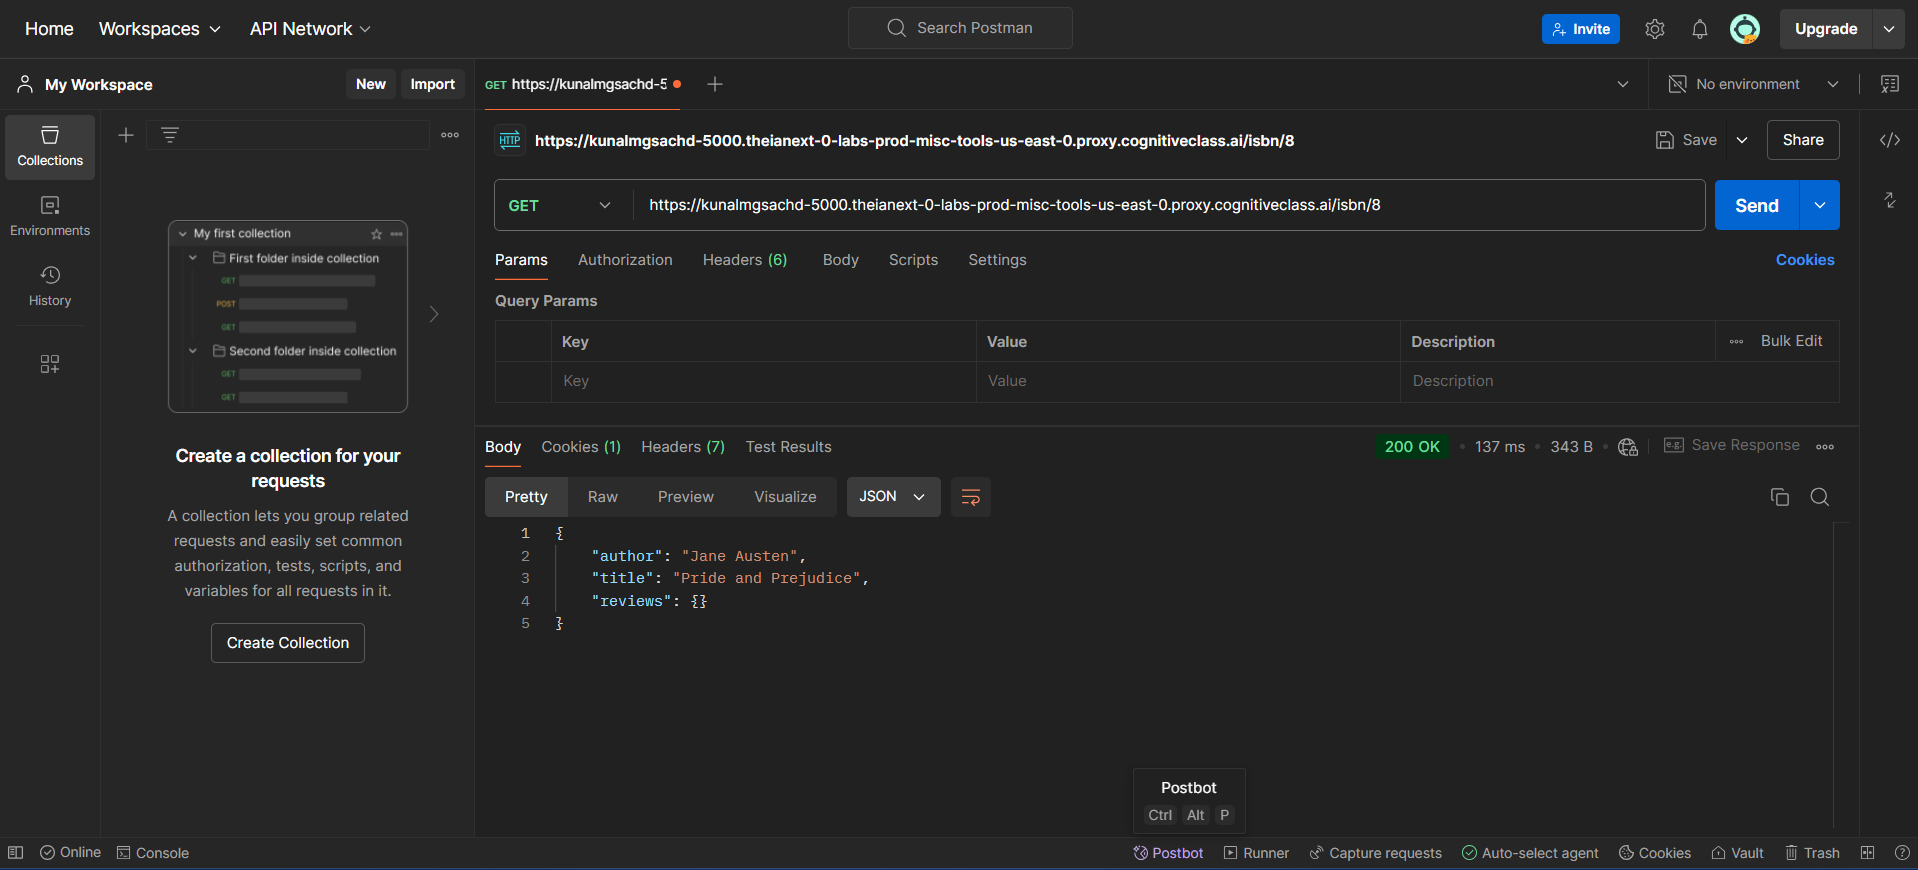 Home Workspaces API Network Search Postman Invite Upgrade
My Workspace New Import GET https://kunalmgsachd-5 No environment
Collections
Environments
History
My first collection
First folder inside collection
GET
POST
GET
Second folder inside collection
GET
GET
Create a collection for your
requests
A collection lets you group related
requests and easily set common
authorization, tests, scripts, and
variables for all requests in it.
Create Collection
HTTP https://kunalmgsachd-5000.theianext-0-labs-prod-misc-tools-us-east-0.proxy.cognitiveclass.ai/isbn/8 Save Share
GET https://kunalmgsachd-5000.theianext-0-labs-prod-misc-tools-us-east-0.proxy.cognitiveclass.ai/isbn/8 Send
Params Authorization Headers (6) Body Scripts Settings Cookies
Query Params
Key Value Description Bulk Edit
Key Value Description
Body Cookies (1) Headers (7) Test Results 200 OK 137 ms 343 B e.g. Save Response
Pretty Raw Preview Visualize JSON
1 {
2 "author": "Jane Austen",
3 "title": "Pride and Prejudice",
4 "reviews": {}
5 }
Postbot
Ctrl Alt P
Online Console Postbot Runner Capture requests Auto-select agent Cookies Vault Trash